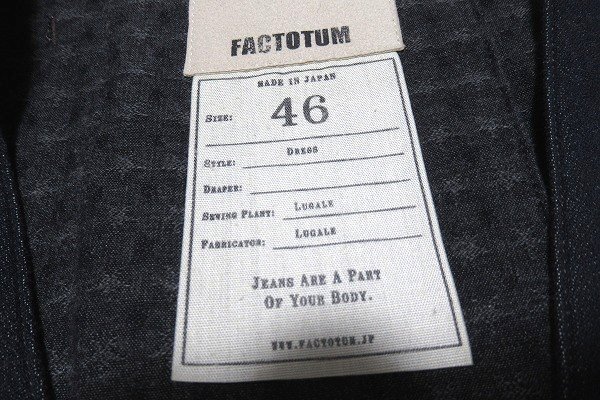 FACTOTUM
MADE IN JAPAN
SIZE: 46
STYLE: DRESS
DRAPER:
SEWING PLANT: LUGALE
FABRICATOR: LUGALE
JEANS ARE A PART
OF YOUR BODY.
WWW.FACTOTUM.JP